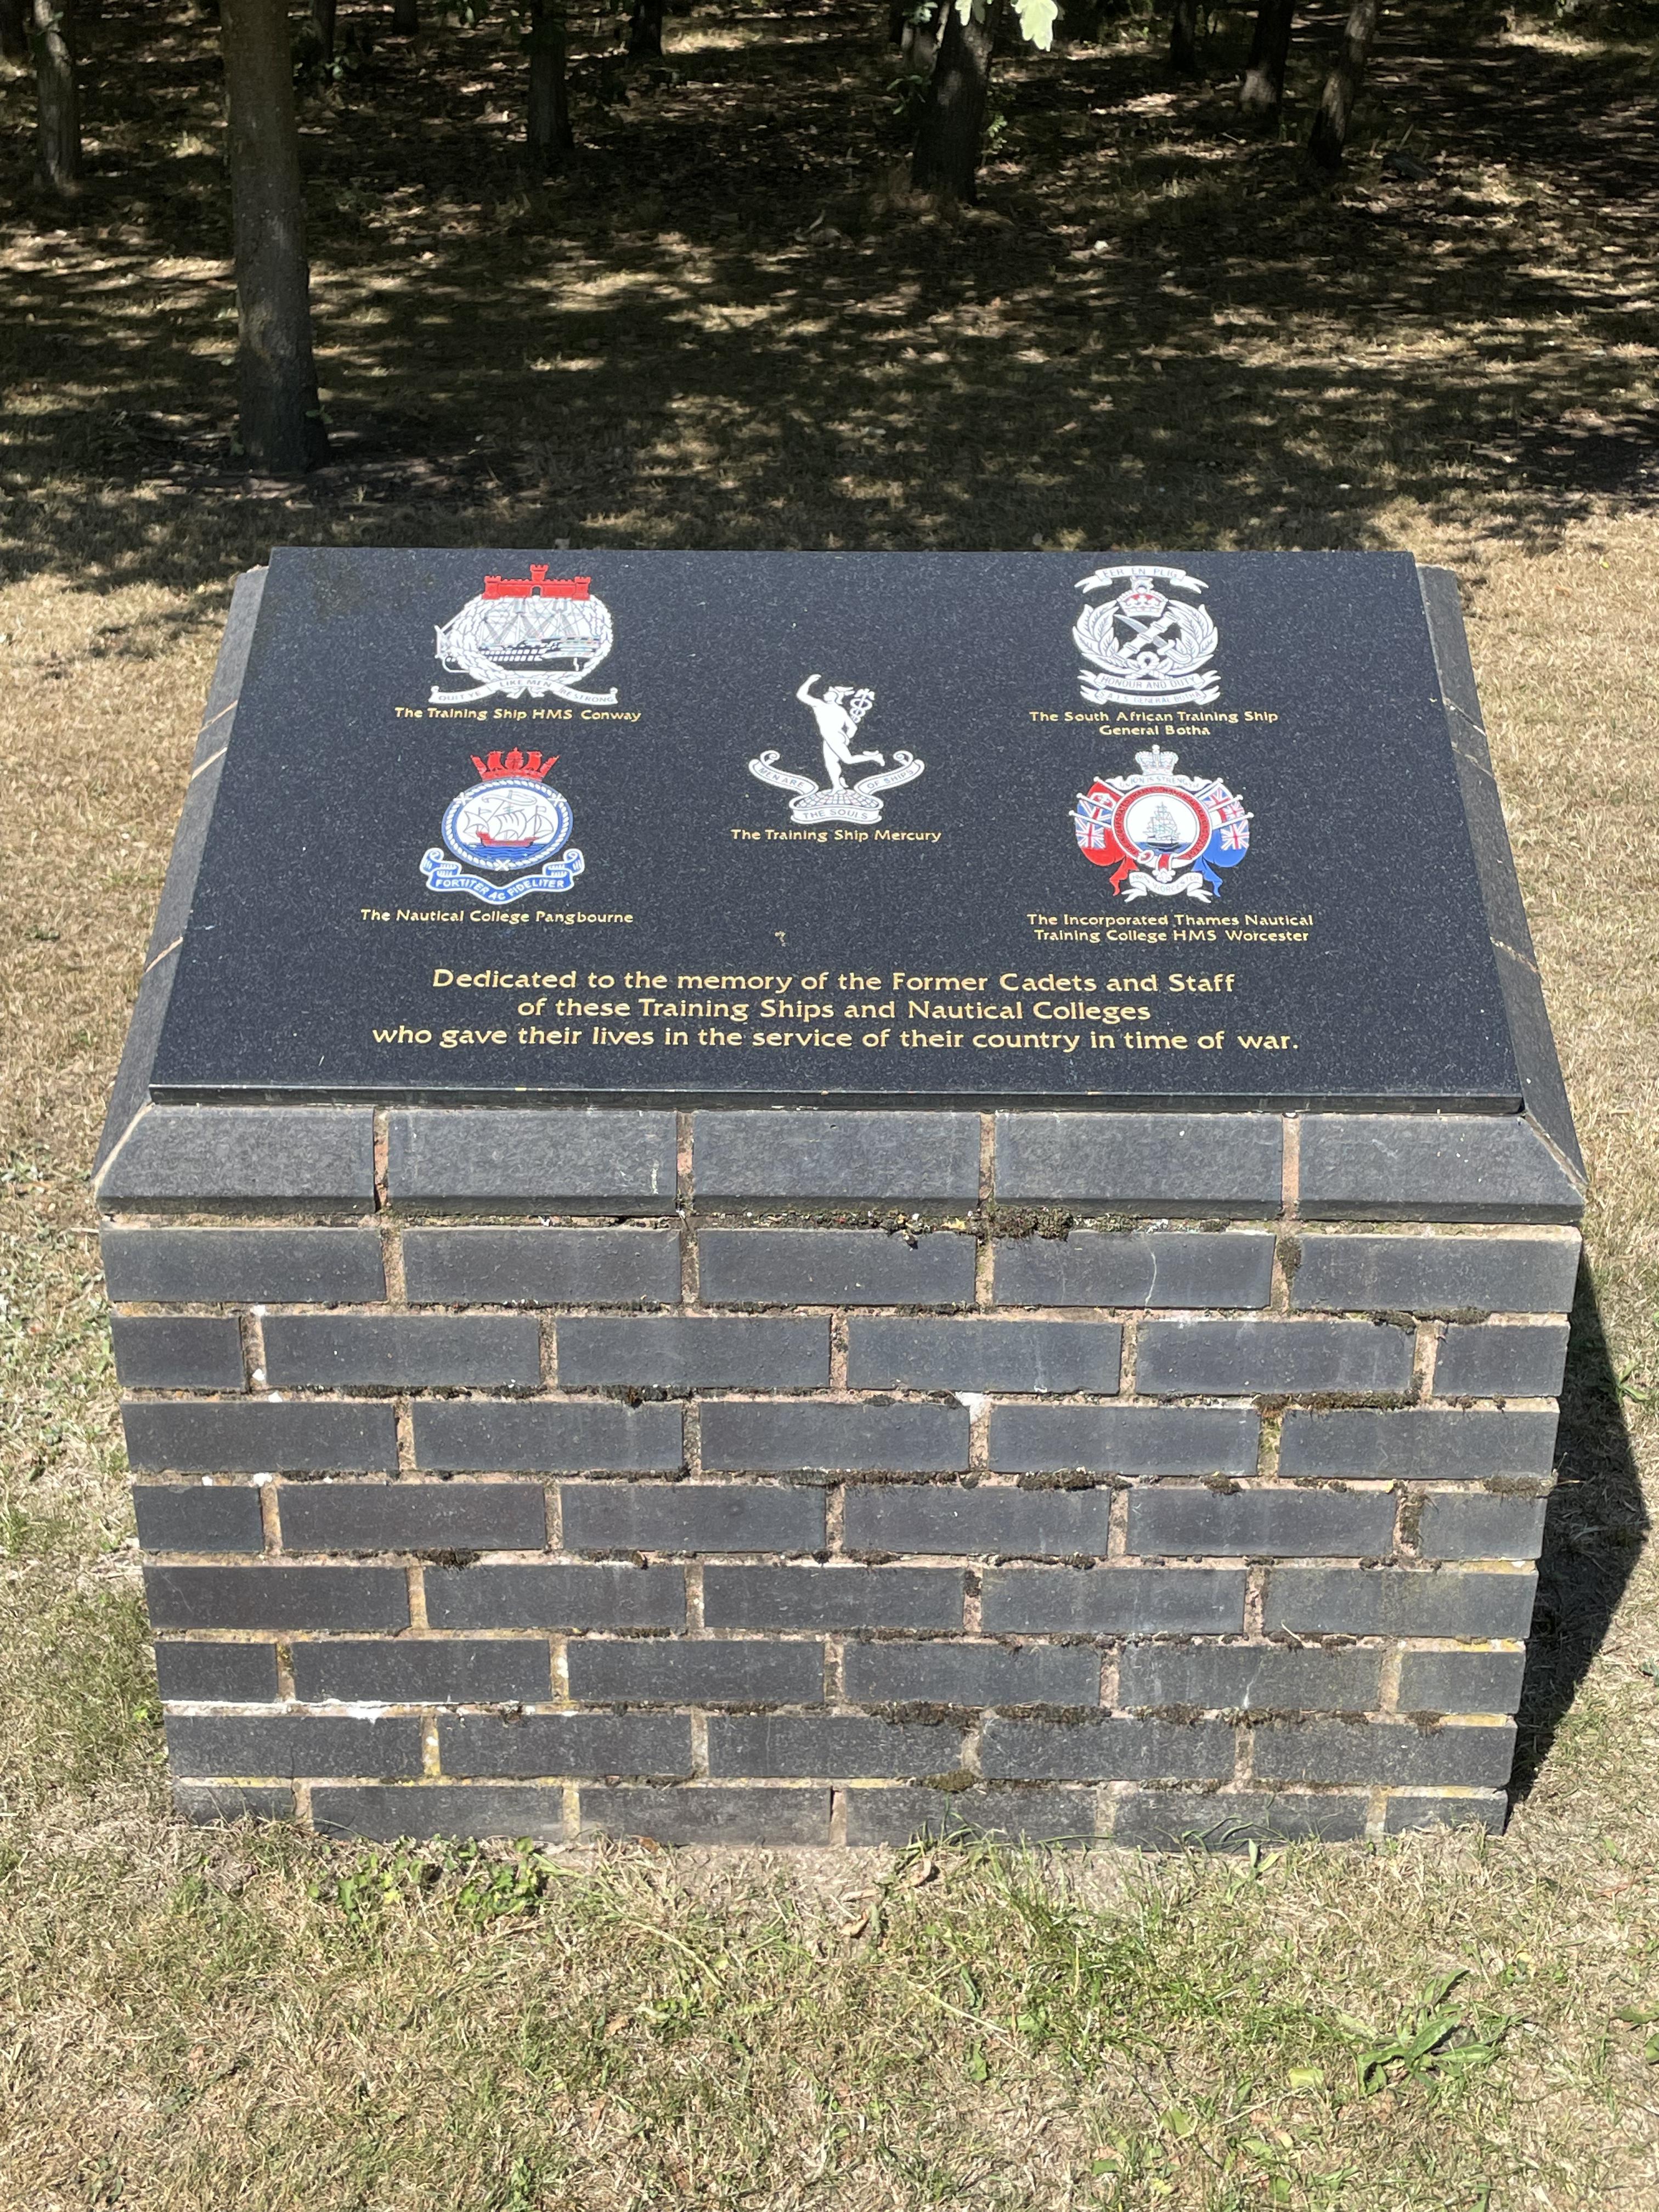 QUIT YE LIKE MEN BE STRONG
The Training Ship HMS Conway
HONOUR AND DUTY
S.A.T.S. GENERAL BOTHA
The South African Training Ship
General Botha
MEN ARE
OF SHIPS
THE SOULS
The Training Ship Mercury
FORTITER AC FIDELITER
The Nautical College Pangbourne
The Incorporated Thames Nautical
Training College HMS Worcester
Dedicated to the memory of the Former Cadets and Staff
of these Training Ships and Nautical Colleges
who gave their lives in the service of their country in time of war.